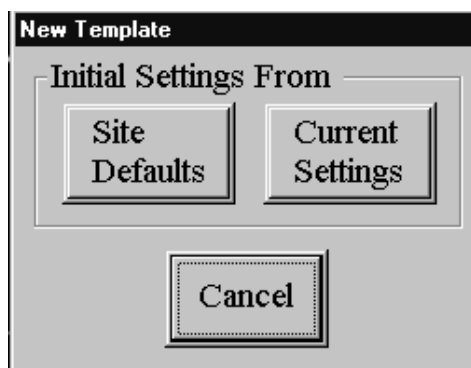 New Template
Initial Settings From
Site
Defaults
Current
Settings
Cancel